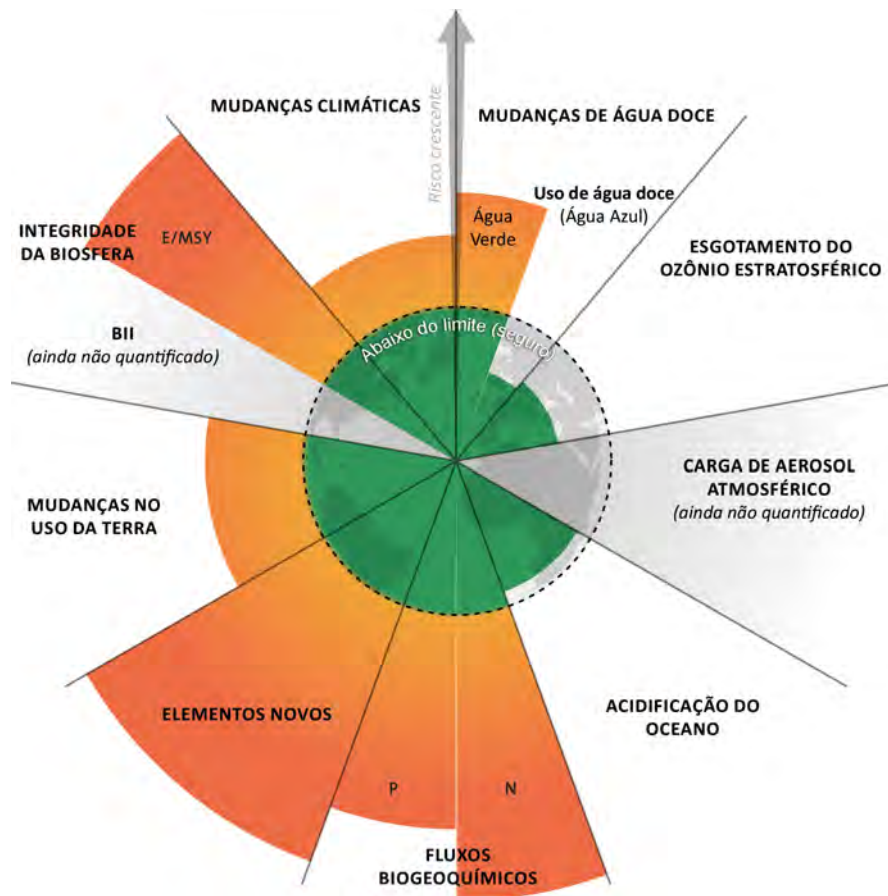 MUDANÇAS CLIMÁTICAS
Risco crescente
MUDANÇAS DE ÁGUA DOCE
Uso de água doce
(Água Azul)
Água
Verde
ESGOTAMENTO DO
OZÔNIO ESTRATOSFÉRICO
INTEGRIDADE
DA BIOSFERA
E/MSY
BII
(ainda não quantificado)
Abaixo do limite (seguro)
CARGA DE AEROSOL
ATMOSFÉRICO
(ainda não quantificado)
MUDANÇAS NO
USO DA TERRA
ELEMENTOS NOVOS
ACIDIFICAÇÃO DO
OCEANO
P
N
FLUXOS
BIOGEOQUÍMICOS